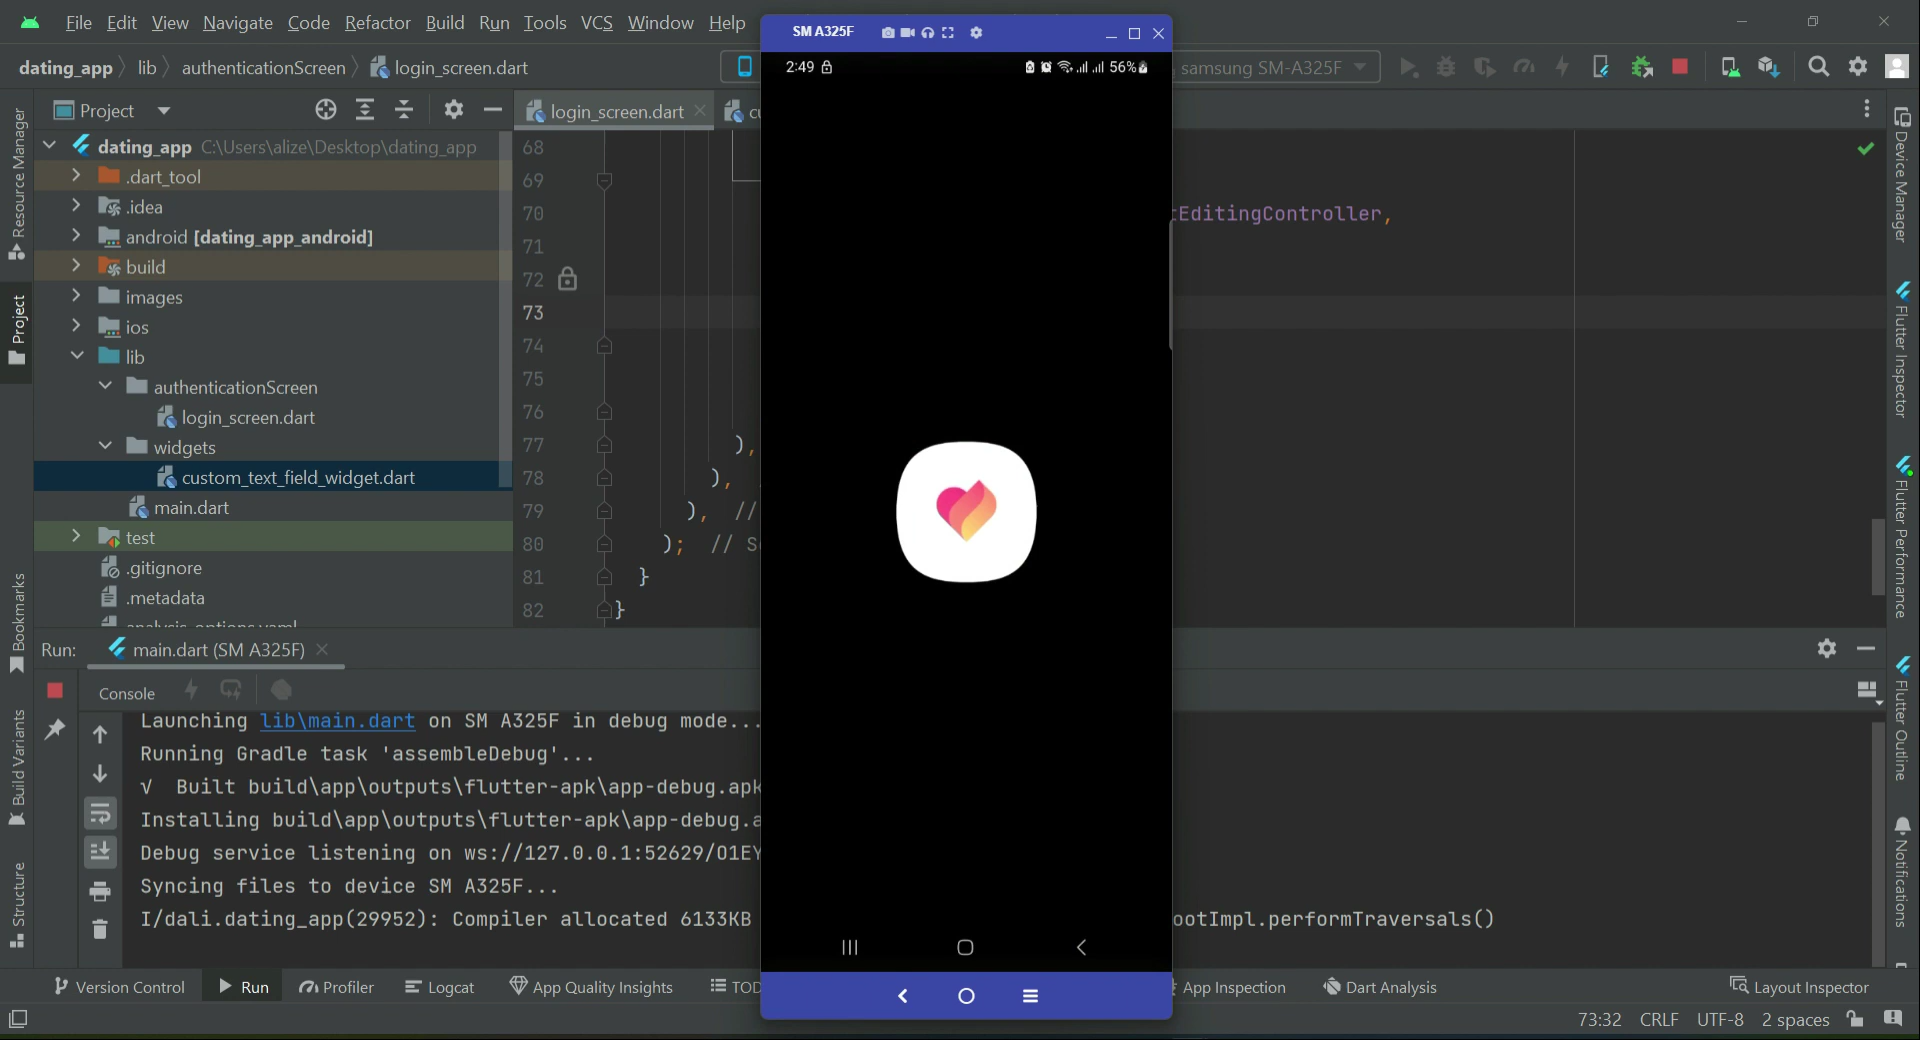 File Edit View Navigate Code Refactor Build Run Tools VCS Window Help
SM A325F
dating_app lib authenticationScreen login_screen.dart
samsung SM-A325F
2:49
56%
Project
login_screen.dart
dating_app C:\Users\alize\Desktop\dating_app
.dart_tool
.idea
android [dating_app_android]
build
images
ios
lib
authenticationScreen
login_screen.dart
widgets
custom_text_field_widget.dart
main.dart
test
.gitignore
.metadata
analysis_options.yaml
68
69
70 tEditingController,
71
72
73
74
75
76
77 ),
78 ),
79 ), //
80 ); // S
81 }
82 }
Resource Manager
Project
Bookmarks
Build Variants
Structure
Device Manager
Flutter Inspector
Flutter Performance
Flutter Outline
Notifications
Run: main.dart (SM A325F)
Console
Launching lib\main.dart on SM A325F in debug mode...
Running Gradle task 'assembleDebug'...
√ Built build\app\outputs\flutter-apk\app-debug.apk
Installing build\app\outputs\flutter-apk\app-debug.a
Debug service listening on ws://127.0.0.1:52629/01EY
Syncing files to device SM A325F...
I/dali.dating_app(29952): Compiler allocated 6133KB ootImpl.performTraversals()
Version Control Run Profiler Logcat App Quality Insights TOD App Inspection Dart Analysis Layout Inspector
73:32 CRLF UTF-8 2 spaces